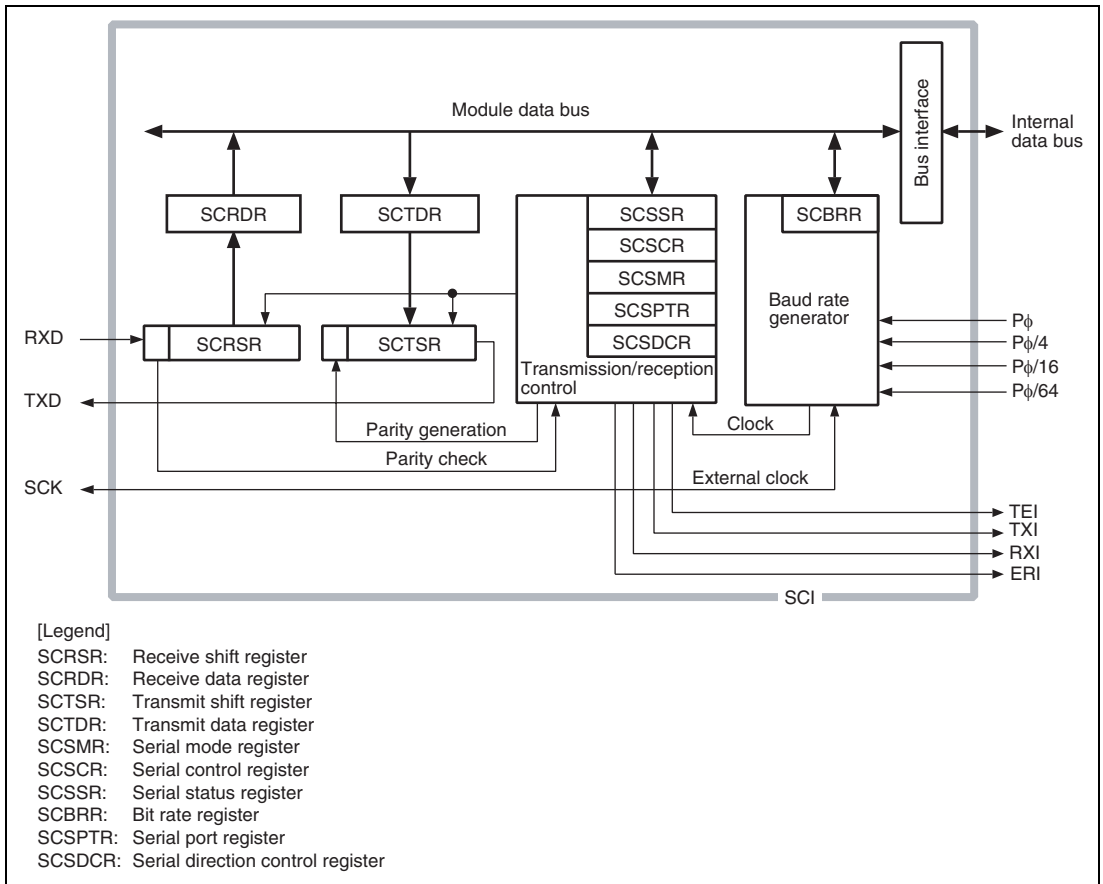 Module data bus
Bus interface
Internal
data bus
SCRDR
SCTDR
SCSSR
SCSCR
SCSMR
SCSPTR
SCSDCR
Transmission/reception
control
SCBRR
Baud rate
generator
RXD
SCRSR
SCTSR
TXD
Pϕ
Pϕ/4
Pϕ/16
Pϕ/64
Parity generation
Parity check
Clock
SCK
External clock
TEI
TXI
RXI
ERI
SCI
[Legend]
SCRSR: Receive shift register
SCRDR: Receive data register
SCTSR: Transmit shift register
SCTDR: Transmit data register
SCSMR: Serial mode register
SCSCR: Serial control register
SCSSR: Serial status register
SCBRR: Bit rate register
SCSPTR: Serial port register
SCSDCR: Serial direction control register